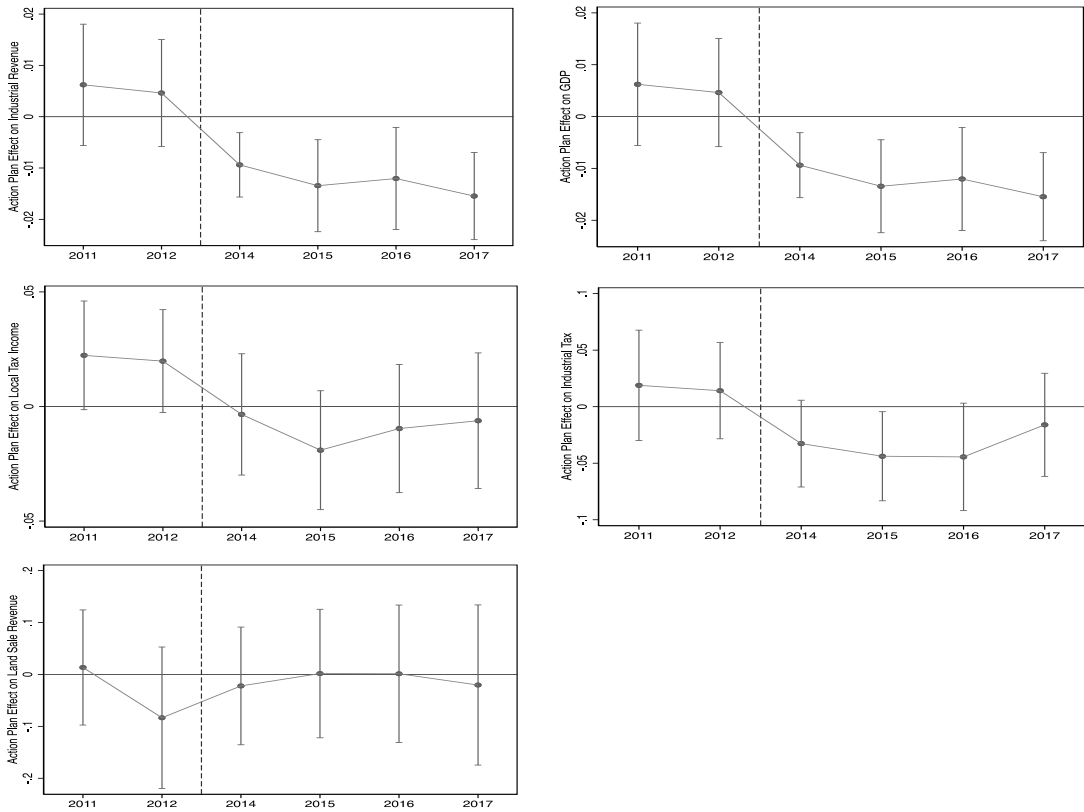 Action Plan Effect on Industrial Revenue
.02
.01
0
-.01
-.02
2011 2012 2014 2015 2016 2017
Action Plan Effect on GDP
.02
.01
0
-.01
-.02
2011 2012 2014 2015 2016 2017
Action Plan Effect on Local Tax Income
.05
0
-.05
2011 2012 2014 2015 2016 2017
Action Plan Effect on Industrial Tax
.1
.05
0
-.05
-.1
2011 2012 2014 2015 2016 2017
Action Plan Effect on Land Sale Revenue
.2
.1
0
-.1
-.2
2011 2012 2014 2015 2016 2017